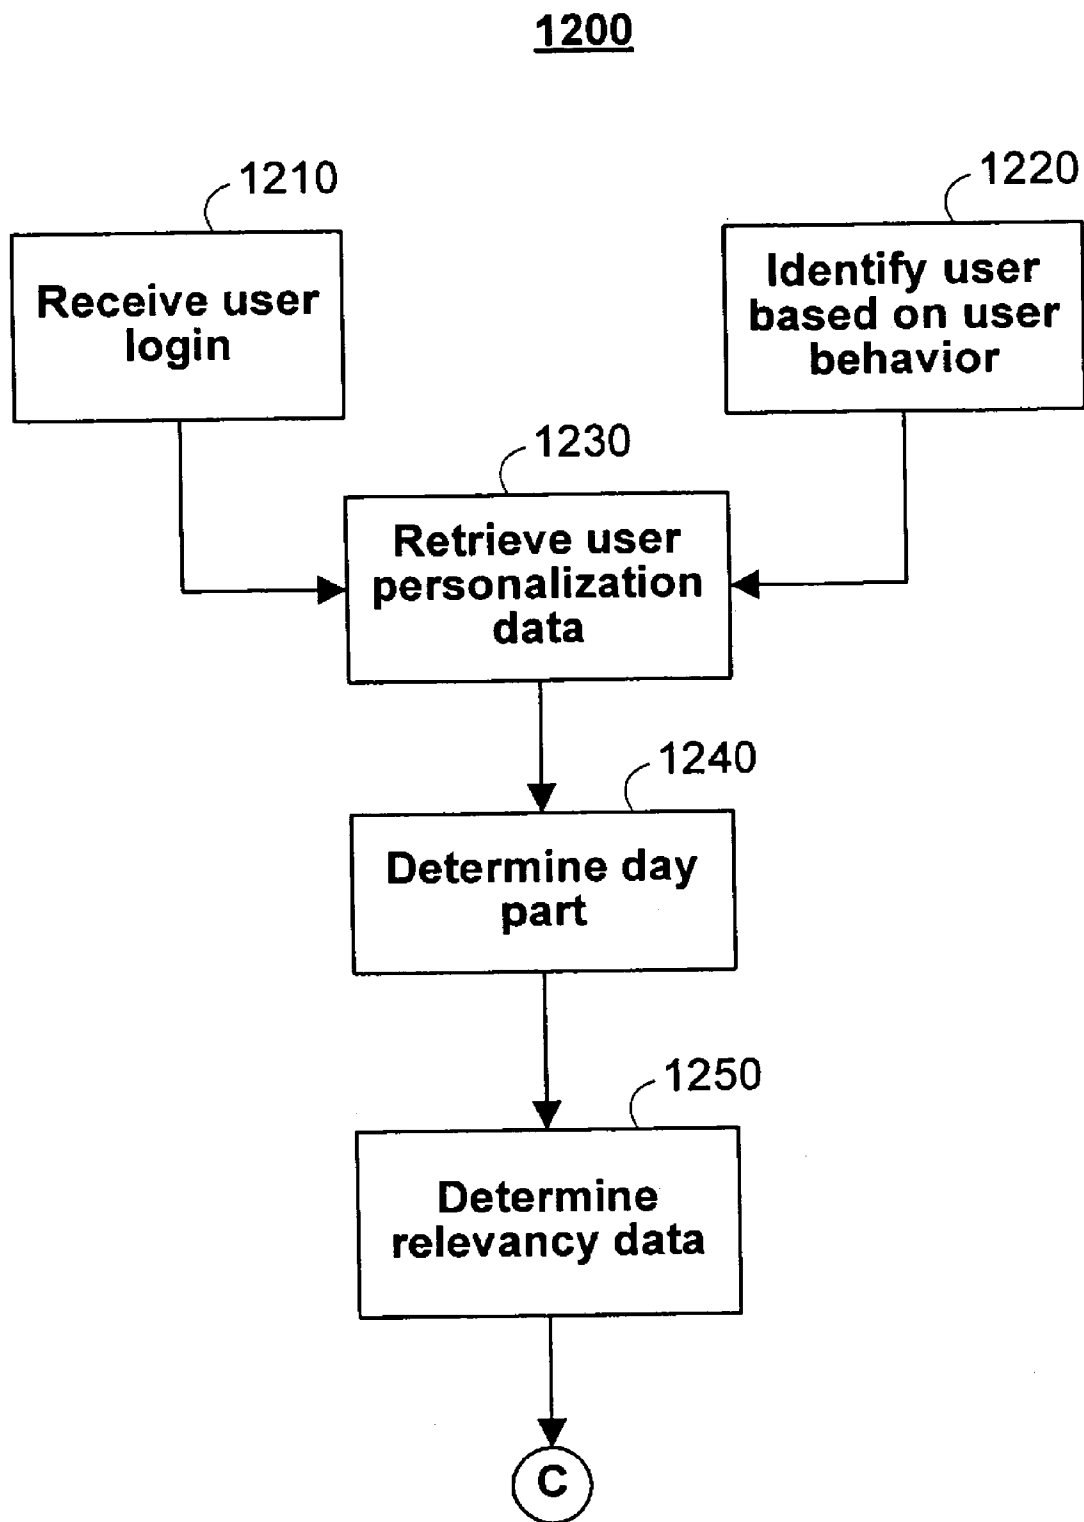 1200
1210
1220
Receive user
login
Identify user
based on user
behavior
1230
Retrieve user
personalization
data
1240
Determine day
part
1250
Determine
relevancy data
C